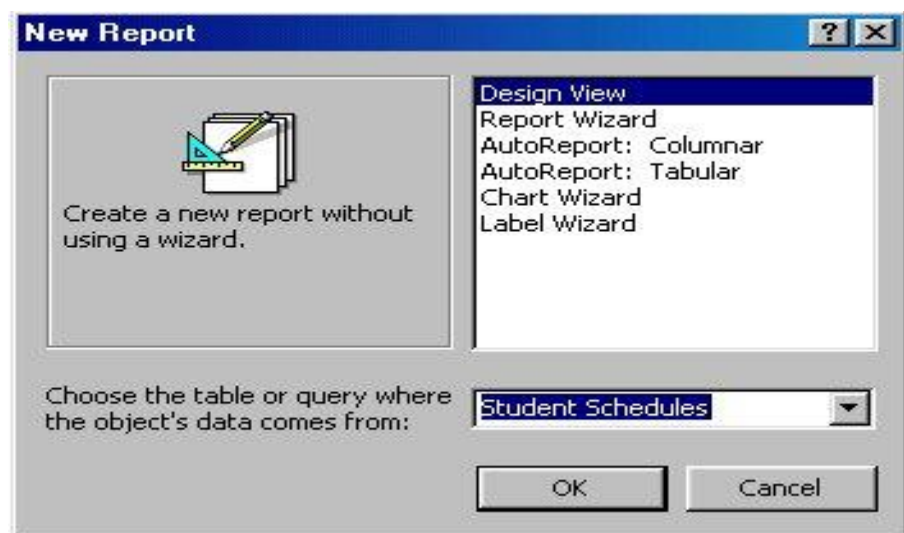 New Report
Create a new report without
using a wizard.
Design View
Report Wizard
AutoReport: Columnar
AutoReport: Tabular
Chart Wizard
Label Wizard
Choose the table or query where
the object's data comes from:
Student Schedules
OK
Cancel